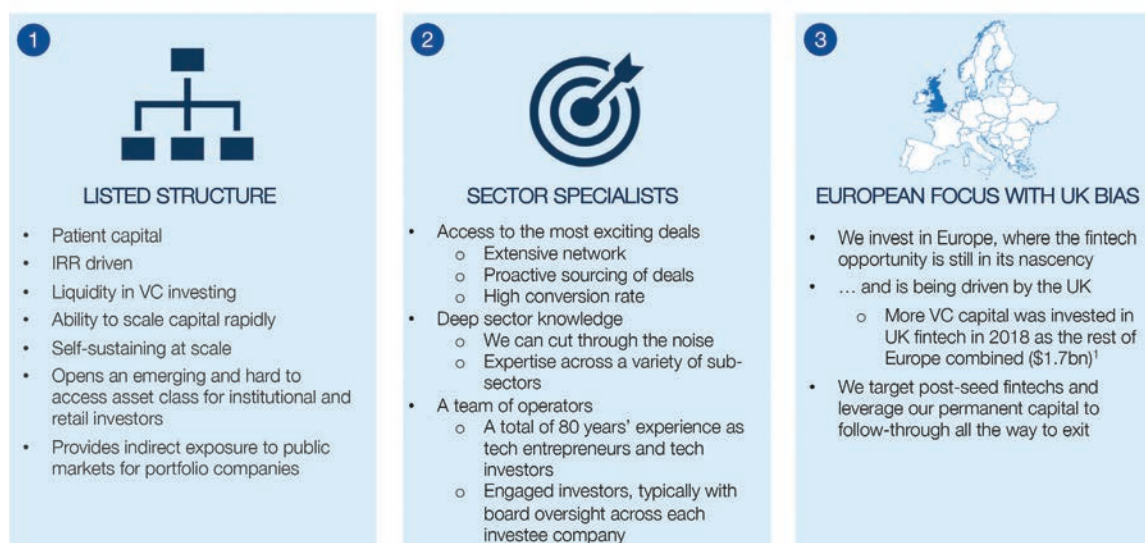 1
LISTED STRUCTURE
• Patient capital
• IRR driven
• Liquidity in VC investing
• Ability to scale capital rapidly
• Self-sustaining at scale
• Opens an emerging and hard to
access asset class for institutional and
retail investors
• Provides indirect exposure to public
markets for portfolio companies
2
SECTOR SPECIALISTS
• Access to the most exciting deals
o Extensive network
o Proactive sourcing of deals
o High conversion rate
• Deep sector knowledge
o We can cut through the noise
o Expertise across a variety of sub-
sectors
• A team of operators
o A total of 80 years’ experience as
tech entrepreneurs and tech
investors
o Engaged investors, typically with
board oversight across each
investee company
3
EUROPEAN FOCUS WITH UK BIAS
• We invest in Europe, where the fintech
opportunity is still in its nascency
• … and is being driven by the UK
o More VC capital was invested in
UK fintech in 2018 as the rest of
Europe combined ($1.7bn)¹
• We target post-seed fintechs and
leverage our permanent capital to
follow-through all the way to exit